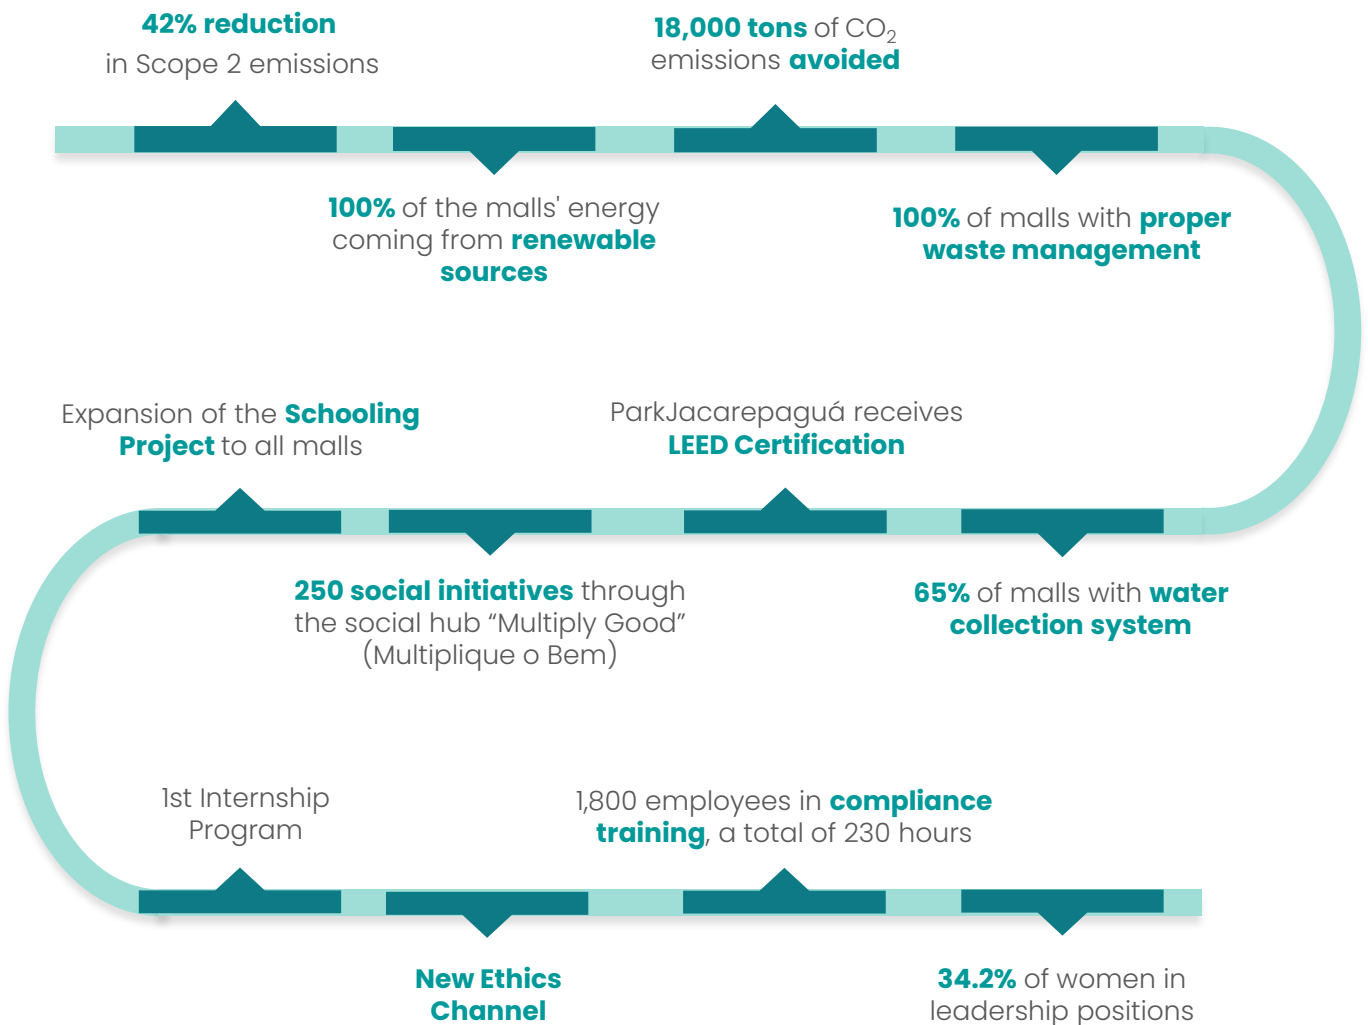 42% reduction
in Scope 2 emissions
18,000 tons of CO₂
emissions avoided
100% of the malls' energy
coming from renewable
sources
100% of malls with proper
waste management
Expansion of the Schooling
Project to all malls
ParkJacarepaguá receives
LEED Certification
250 social initiatives through
the social hub “Multiply Good”
(Multiplique o Bem)
65% of malls with water
collection system
1st Internship
Program
1,800 employees in compliance
training, a total of 230 hours
New Ethics
Channel
34.2% of women in
leadership positions